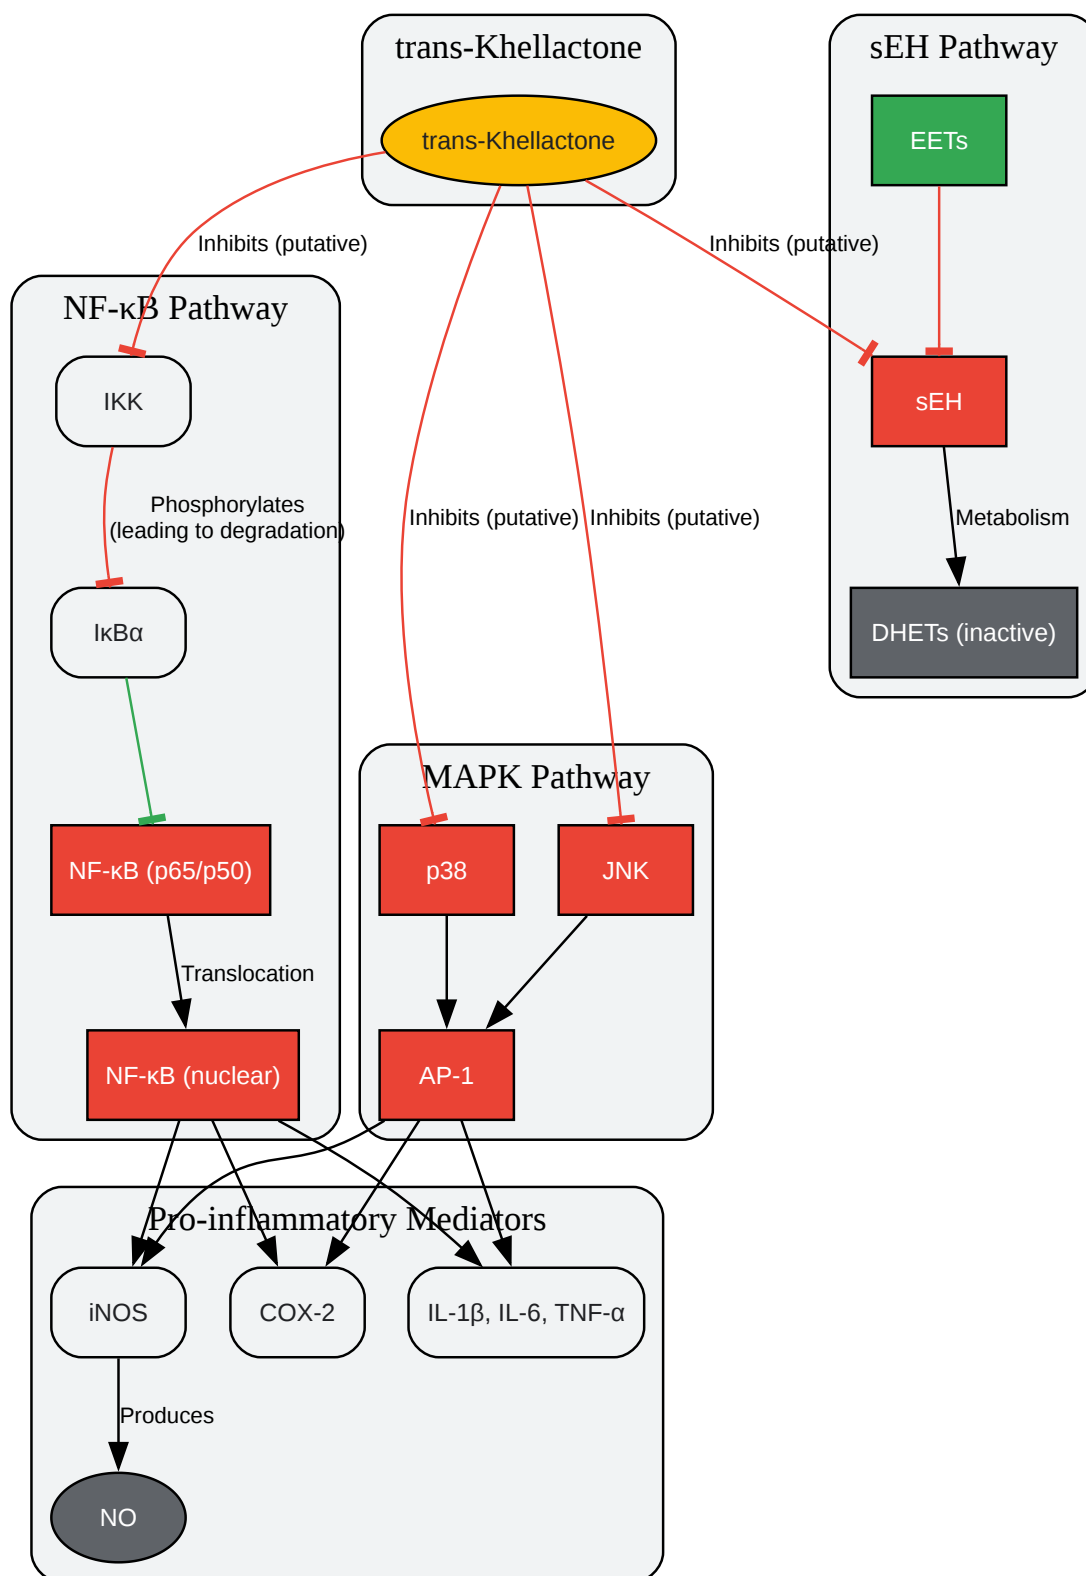 trans-Khellactone
sEH Pathway
trans-Khellactone
EETs
Inhibits (putative)
Inhibits (putative)
NF-κB Pathway
IKK
sEH
Phosphorylates
(leading to degradation)
Inhibits (putative)
Inhibits (putative)
Metabolism
IκBα
DHETs (inactive)
MAPK Pathway
NF-κB (p65/p50)
p38
JNK
Translocation
NF-κB (nuclear)
AP-1
Pro-inflammatory Mediators
iNOS
COX-2
IL-1β, IL-6, TNF-α
Produces
NO